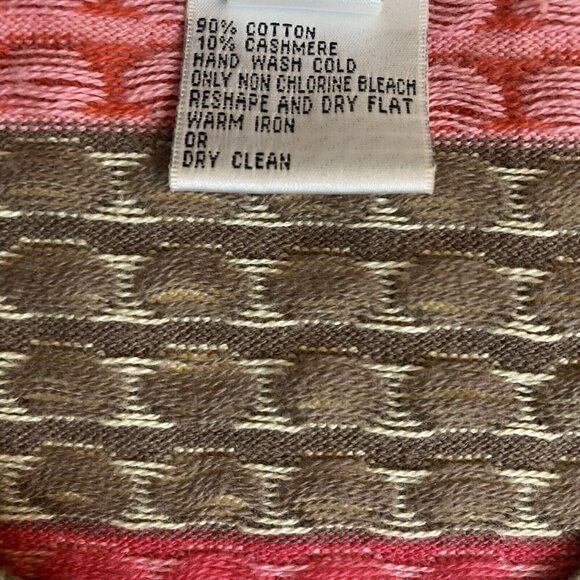 90% COTTON
10% CASHMERE
HAND WASH COLD
ONLY NON CHLORINE BLEACH
RESHAPE AND DRY FLAT
WARM IRON
OR
DRY CLEAN